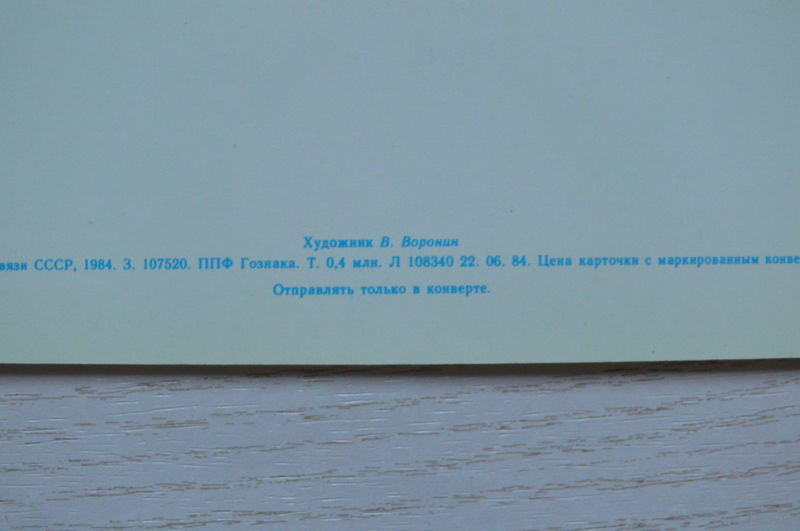 Художник В. Воронин
вязи СССР, 1984. З. 107520. ППФ Гознака. Т. 0,4 млн. Л 108340 22. 06. 84. Цена карточки с маркированным конве
Отправлять только в конверте.